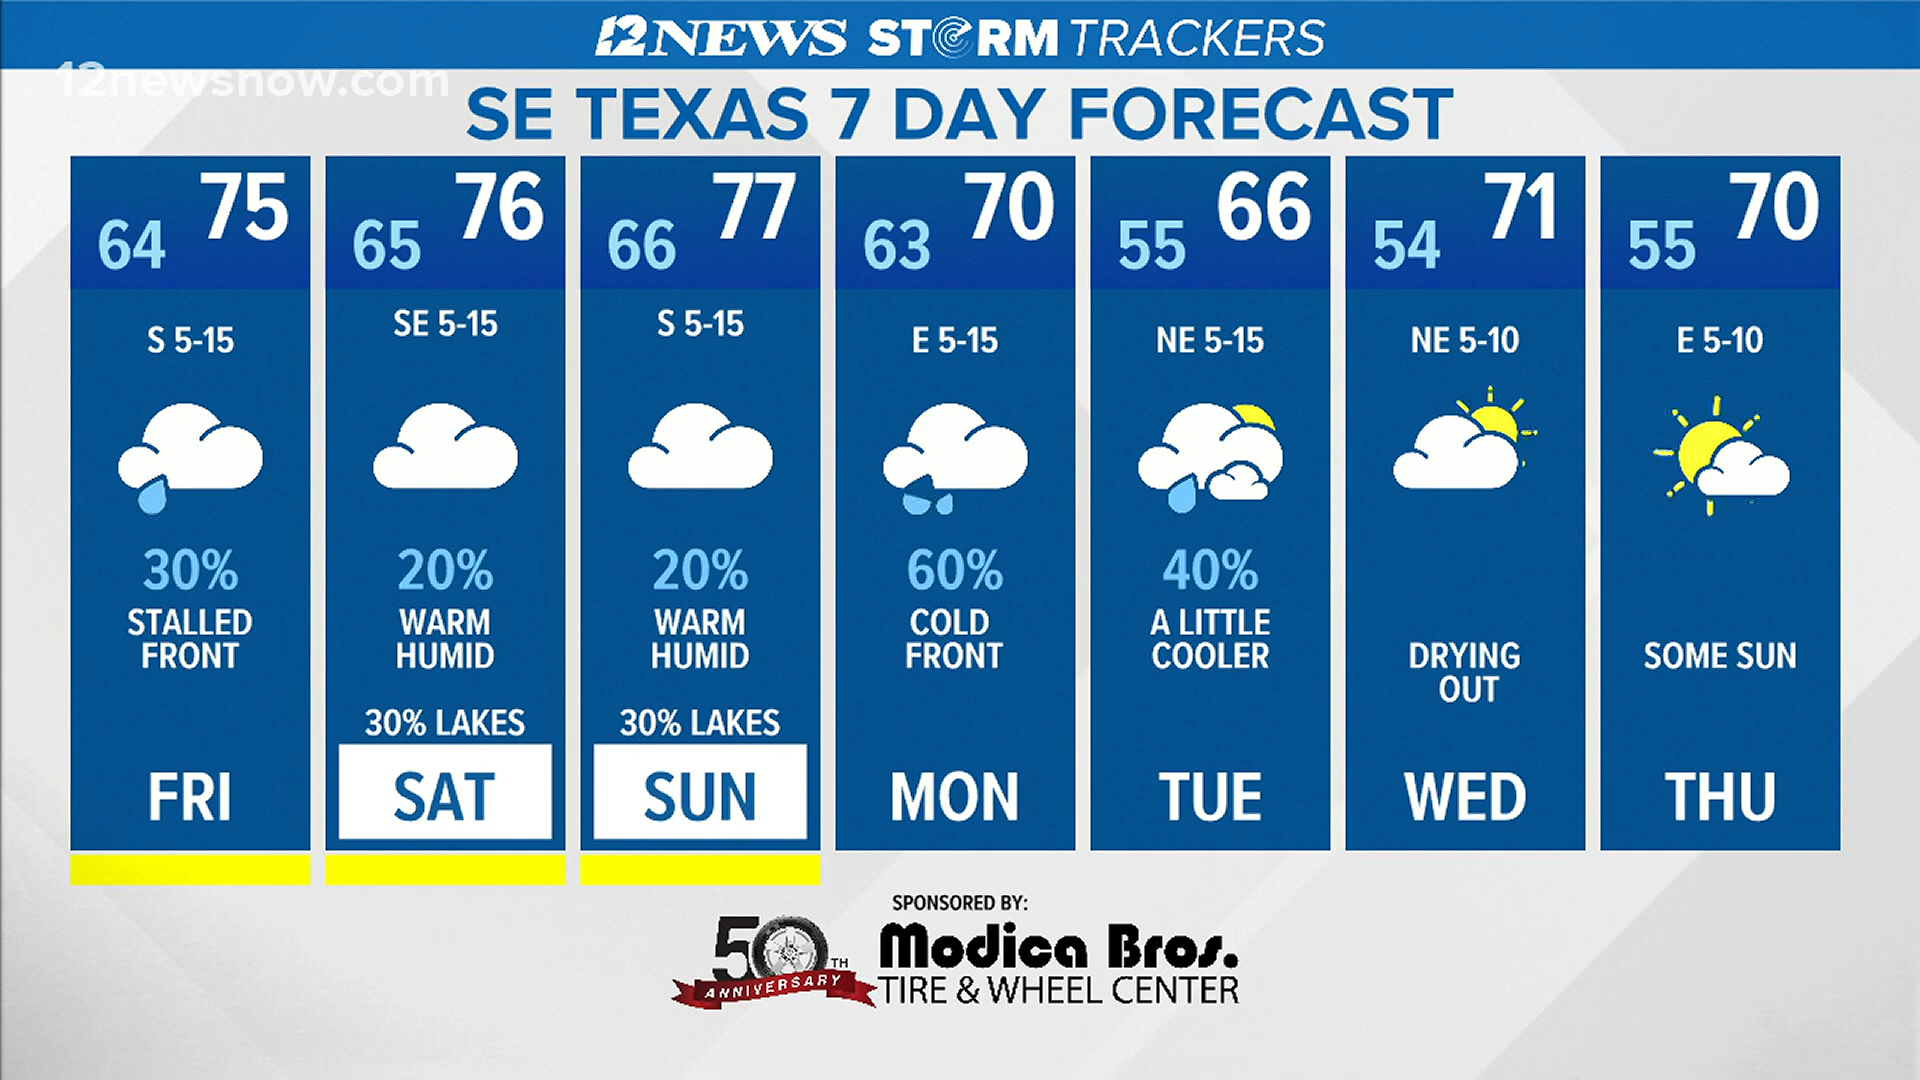 12NEWS STORM TRACKERS
12newsnow.com
SE TEXAS 7 DAY FORECAST
64 75
S 5-15
30%
STALLED
FRONT
FRI
65 76
SE 5-15
20%
WARM
HUMID
30% LAKES
SAT
66 77
S 5-15
20%
WARM
HUMID
30% LAKES
SUN
63 70
E 5-15
60%
COLD
FRONT
MON
55 66
NE 5-15
40%
A LITTLE
COOLER
TUE
54 71
NE 5-10
DRYING
OUT
WED
55 70
E 5-10
SOME SUN
THU
SPONSORED BY:
50TH
ANNIVERSARY
Modica Bros.
TIRE & WHEEL CENTER